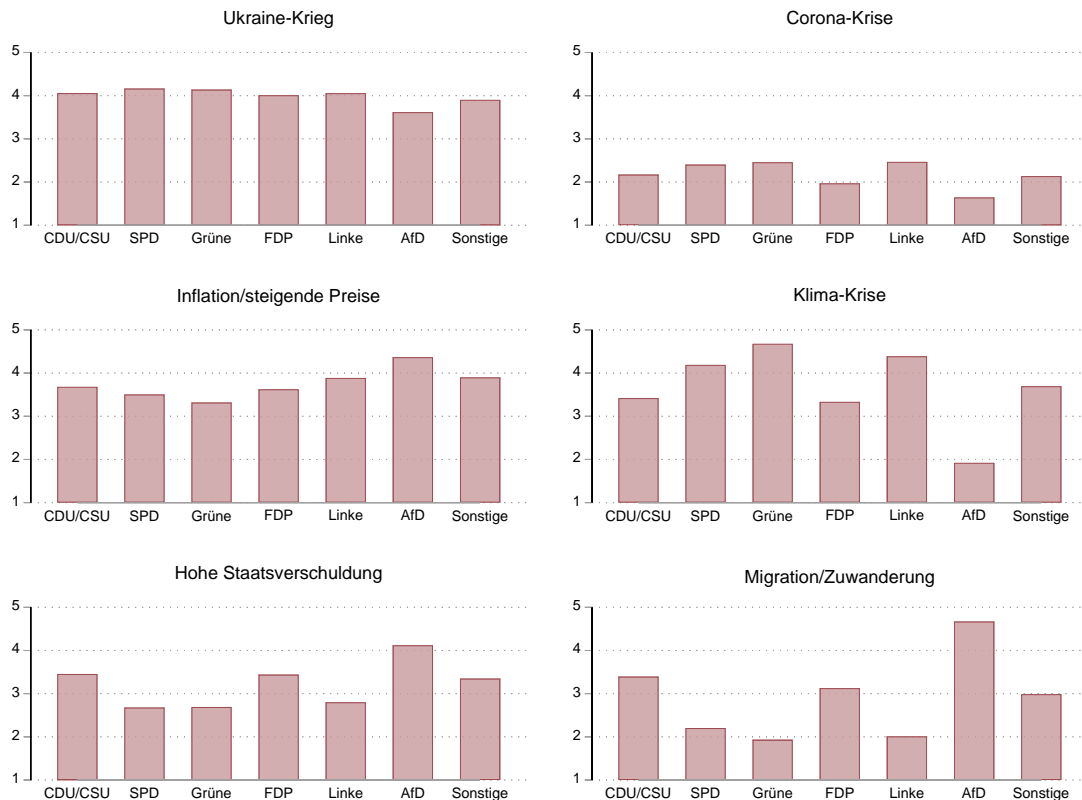 Ukraine-Krieg
5
4
3
2
1
CDU/CSU SPD Grüne FDP Linke AfD Sonstige
Corona-Krise
5
4
3
2
1
CDU/CSU SPD Grüne FDP Linke AfD Sonstige
Inflation/steigende Preise
5
4
3
2
1
CDU/CSU SPD Grüne FDP Linke AfD Sonstige
Klima-Krise
5
4
3
2
1
CDU/CSU SPD Grüne FDP Linke AfD Sonstige
Hohe Staatsverschuldung
5
4
3
2
1
CDU/CSU SPD Grüne FDP Linke AfD Sonstige
Migration/Zuwanderung
5
4
3
2
1
CDU/CSU SPD Grüne FDP Linke AfD Sonstige